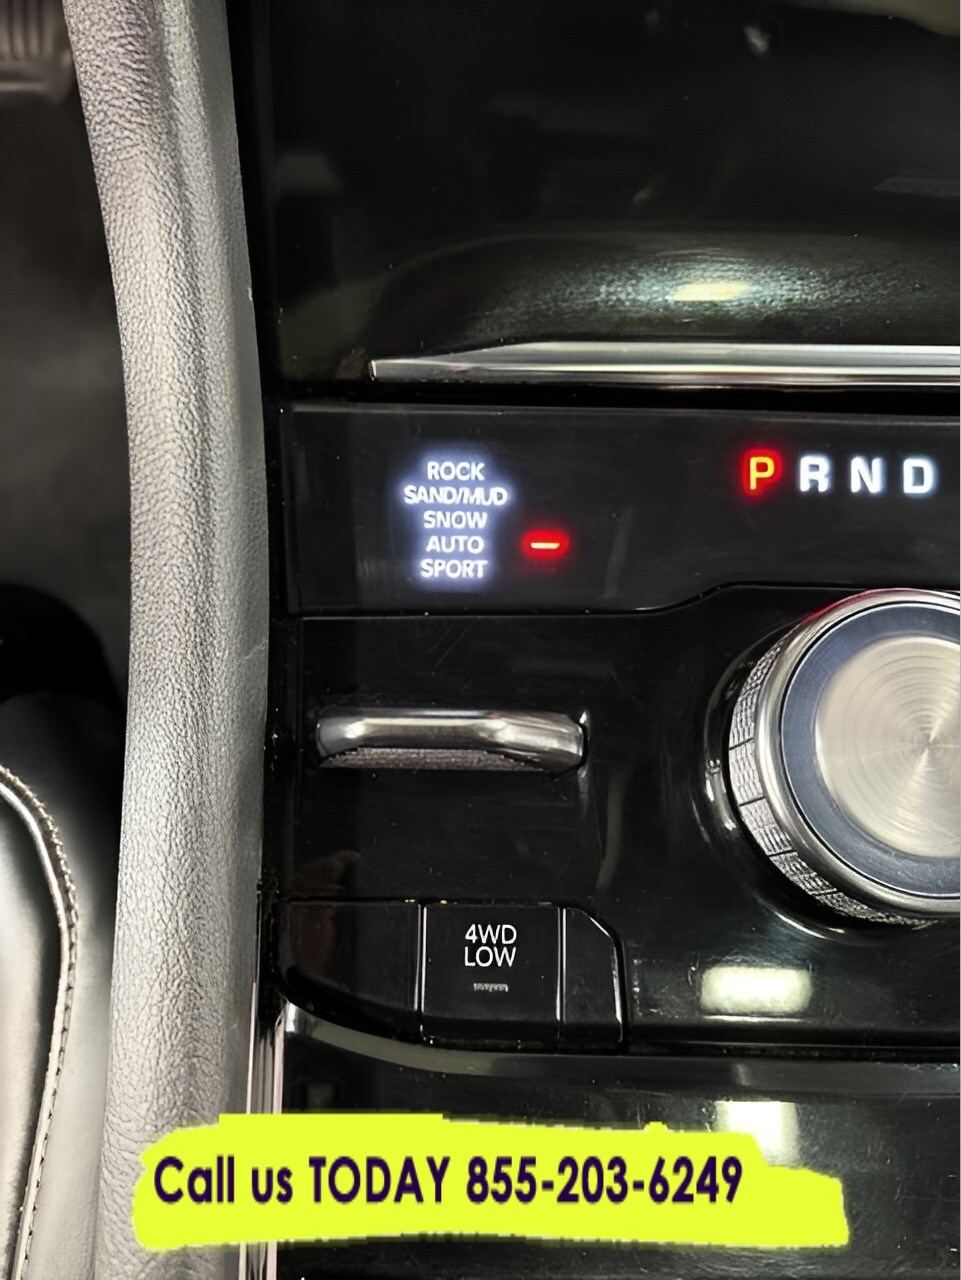 ROCK
SAND/MUD
SNOW
AUTO
SPORT
P R N D
4WD
LOW
Call us TODAY 855-203-6249